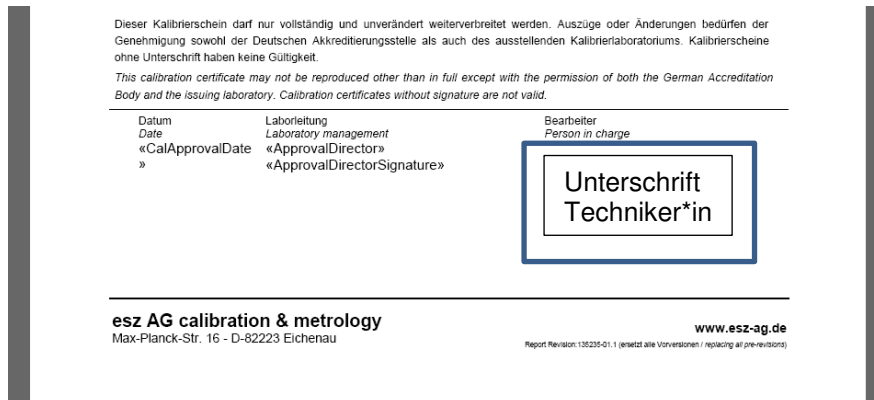 Dieser Kalibrierschein darf nur vollständig und unverändert weiterverbreitet werden. Auszüge oder Änderungen bedürfen der
Genehmigung sowohl der Deutschen Akkreditierungsstelle als auch des ausstellenden Kalibrierlaboratoriums. Kalibrierscheine
ohne Unterschrift haben keine Gültigkeit.
This calibration certificate may not be reproduced other than in full except with the permission of both the German Accreditation
Body and the issuing laboratory. Calibration certificates without signature are not valid.
Datum Laborleitung Bearbeiter
Date Laboratory management Person in charge
«CalApprovalDate «ApprovalDirector»
» «ApprovalDirectorSignature»
Unterschrift
Techniker*in
esz AG calibration & metrology
Max-Planck-Str. 16 - D-82223 Eichenau
www.esz-ag.de
Report Revision:135235-01.1 (ersetzt alle Vorversionen / replacing all pre-revisions)